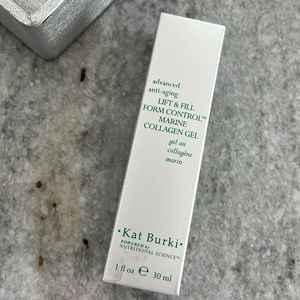 advanced
anti-aging
LIFT & FILL
FORM CONTROL™
MARINE
COLLAGEN GEL
gel au
collagène
marin
·Kat Burki·
POWERED by
NUTRITIONAL SCIENCE™
1 fl oz ℮ 30 ml